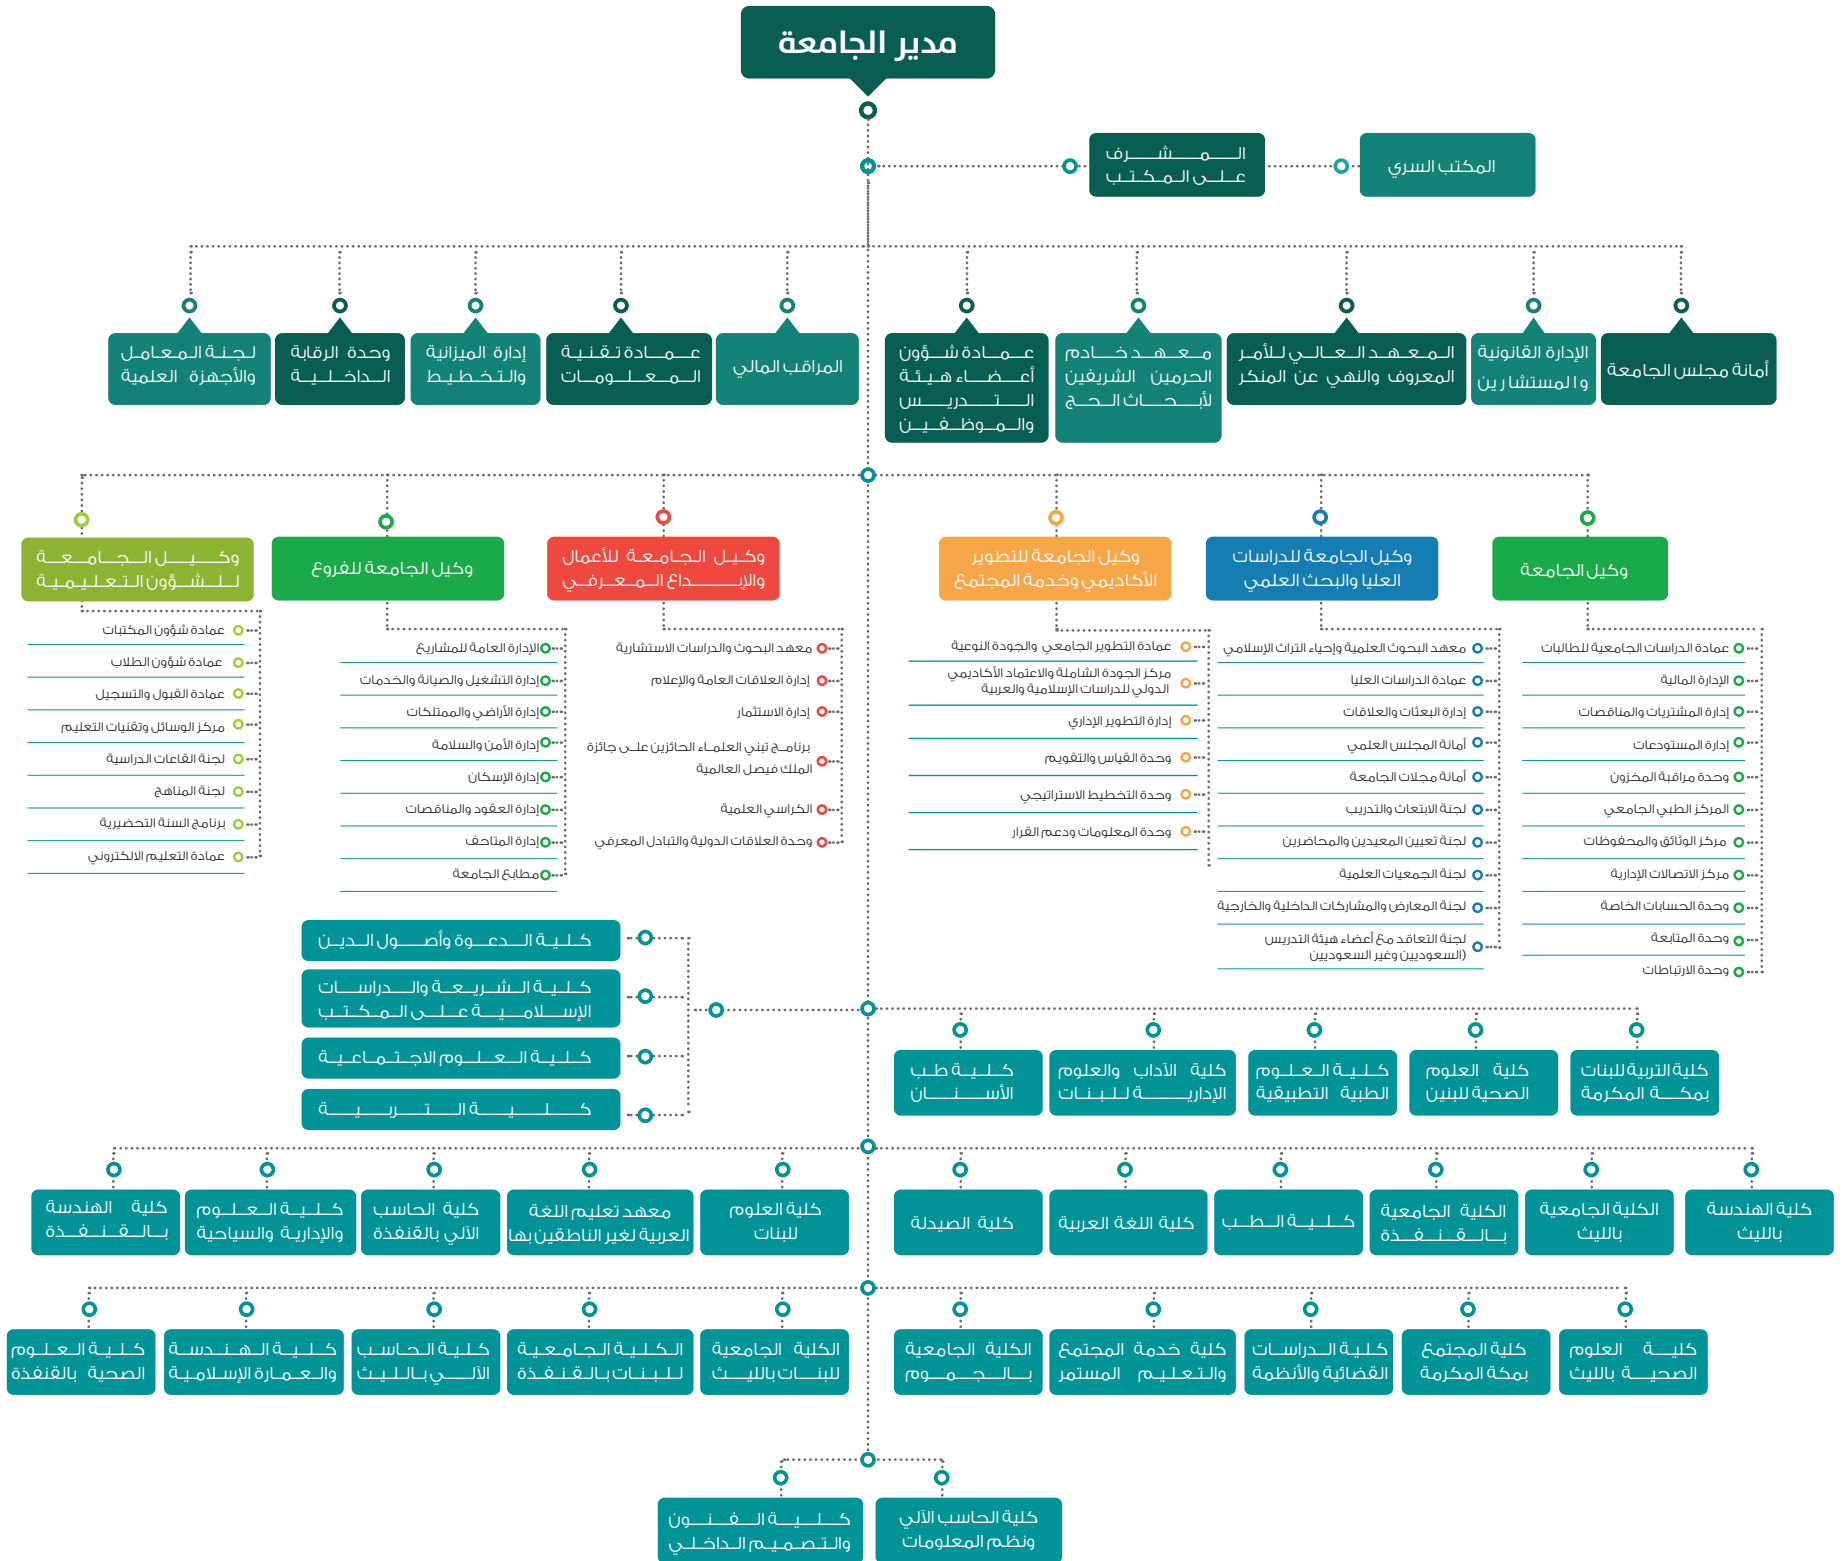 مدير الجامعة
المشرف
على المكتب
المكتب السري
أمانة مجلس الجامعة
الإدارة القانونية
والمستشارين
المعهد العالي للأمر
المعروف والنهي عن المنكر
معهد خادم
الحرمين الشريفين
لأبحاث الحج
عمادة شؤون
أعضاء هيئة
التدريس
والموظفين
المراقب المالي
عمادة تقنية
المعلومات
إدارة الميزانية
والتخطيط
وحدة الرقابة
الداخلية
لجنة المعامل
والأجهزة العلمية
وكيل الجامعة
عمادة الدراسات الجامعية للطالبات
الإدارة المالية
إدارة المشتريات والمناقصات
إدارة المستودعات
وحدة مراقبة المخزون
المركز الطبي الجامعي
مركز الوثائق والمحفوظات
مركز الاتصالات الإدارية
وحدة الحسابات الخاصة
وحدة المتابعة
وحدة الارتباطات
وكيل الجامعة للدراسات
العليا والبحث العلمي
معهد البحوث العلمية وإحياء التراث الإسلامي
عمادة الدراسات العليا
إدارة البعثات والعلاقات
أمانة المجلس العلمي
أمانة مجلات الجامعة
لجنة الابتعاث والتدريب
لجنة تعيين المعيدين والمحاضرين
لجنة الجمعيات العلمية
لجنة المعارض والمشاركات الداخلية والخارجية
لجنة التعاقد مع أعضاء هيئة التدريس
(السعوديين وغير السعوديين
وكيل الجامعة للتطوير
الأكاديمي وخدمة المجتمع
عمادة التطوير الجامعي والجودة النوعية
مركز الجودة الشاملة والاعتماد الأكاديمي
الدولي للدراسات الإسلامية والعربية
إدارة التطوير الإداري
وحدة القياس والتقويم
وحدة التخطيط الاستراتيجي
وحدة المعلومات ودعم القرار
وكيل الجامعة للأعمال
والإبداع المعرفي
معهد البحوث والدراسات الاستشارية
إدارة العلاقات العامة والإعلام
إدارة الاستثمار
برنامج تبني العلماء الحائزين على جائزة
الملك فيصل العالمية
الكراسي العلمية
وحدة العلاقات الدولية والتبادل المعرفي
وكيل الجامعة للفروع
الإدارة العامة للمشاريع
إدارة التشغيل والصيانة والخدمات
إدارة الأراضي والممتلكات
إدارة الأمن والسلامة
إدارة الإسكان
إدارة العقود والمناقصات
إدارة المتاحف
مطابع الجامعة
وكيل الجامعة
للشؤون التعليمية
عمادة شؤون المكتبات
عمادة شؤون الطلاب
عمادة القبول والتسجيل
مركز الوسائل وتقنيات التعليم
لجنة القاعات الدراسية
لجنة المناهج
برنامج السنة التحضيرية
عمادة التعليم الالكتروني
كلية الدعوة وأصول الدين
كلية الشريعة والدراسات
الإسلامية على المكتب
كلية العلوم الاجتماعية
كلية التربية
كلية التربية للبنات
بمكة المكرمة
كلية العلوم
الصحية للبنين
كلية العلوم
الطبية التطبيقية
كلية الآداب والعلوم
الإدارية للبنات
كلية طب
الأسنان
كلية الهندسة
بالليث
الكلية الجامعية
بالليث
الكلية الجامعية
بالقنفذة
كلية الطب
كلية اللغة العربية
كلية الصيدلة
كلية العلوم
للبنات
معهد تعليم اللغة
العربية لغير الناطقين بها
كلية الحاسب
الآلي بالقنفذة
كلية العلوم
والإدارية والسياحية
كلية الهندسة
بالقنفذة
كلية العلوم
الصحية بالليث
كلية المجتمع
بمكة المكرمة
كلية الدراسات
القضائية والأنظمة
كلية خدمة المجتمع
والتعليم المستمر
الكلية الجامعية
بالجموم
الكلية الجامعية
للبنات بالليث
الكلية الجامعية
للبنات بالقنفذة
كلية الحاسب
الآلي بالليث
كلية الهندسة
والعمارة الإسلامية
كلية العلوم
الصحية بالقنفذة
كلية الحاسب الآلي
ونظم المعلومات
كلية الفنون
والتصميم الداخلي